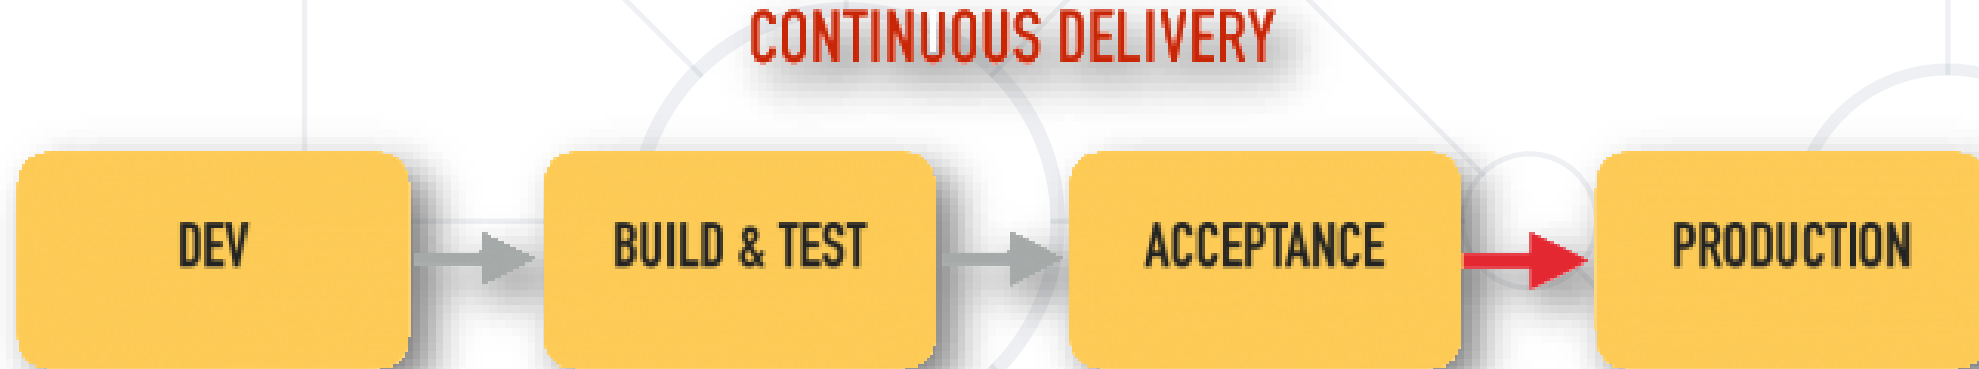 CONTINUOUS DELIVERY
DEV
BUILD & TEST
ACCEPTANCE
PRODUCTION